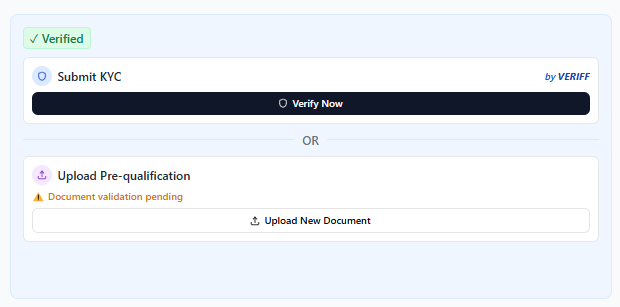 ✓ Verified
Submit KYC
by VERIFF
Verify Now
OR
Upload Pre-qualification
⚠ Document validation pending
Upload New Document